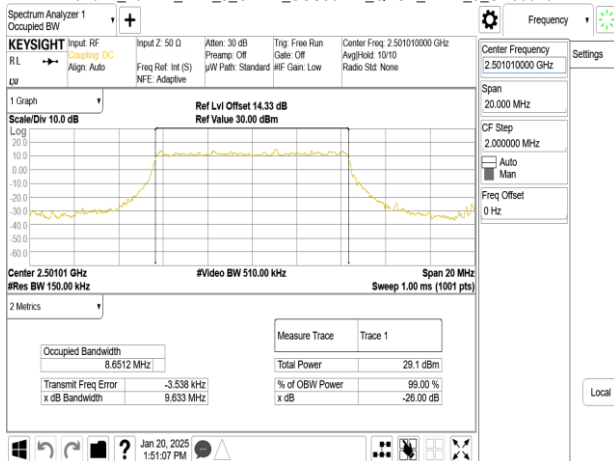 Spectrum Analyzer 1
Occupied BW
Frequency
KEYSIGHT
RL
LXI
Input: RF
Coupling: DC
Align: Auto
Input Z: 50 Ω
Freq Ref: Int (S)
NFE: Adaptive
Atten: 30 dB
Preamp: Off
µW Path: Standard
Trig: Free Run
Gate: Off
#IF Gain: Low
Center Freq: 2.501010000 GHz
Avg|Hold: 10/10
Radio Std: None
Center Frequency
2.501010000 GHz
Settings
Span
20.000 MHz
CF Step
2.000000 MHz
Auto
Man
Freq Offset
0 Hz
Local
1 Graph
Scale/Div 10.0 dB
Ref Lvl Offset 14.33 dB
Ref Value 30.00 dBm
Log
20.0
10.0
0.00
-10.0
-20.0
-30.0
-40.0
-50.0
-60.0
Center 2.50101 GHz
#Video BW 510.00 kHz
Span 20 MHz
#Res BW 150.00 kHz
Sweep 1.00 ms (1001 pts)
2 Metrics
Measure Trace Trace 1
Occupied Bandwidth
8.6512 MHz
Total Power 29.1 dBm
Transmit Freq Error -3.538 kHz
% of OBW Power 99.00 %
x dB Bandwidth 9.633 MHz
x dB -26.00 dB
Jan 20, 2025
1:51:07 PM